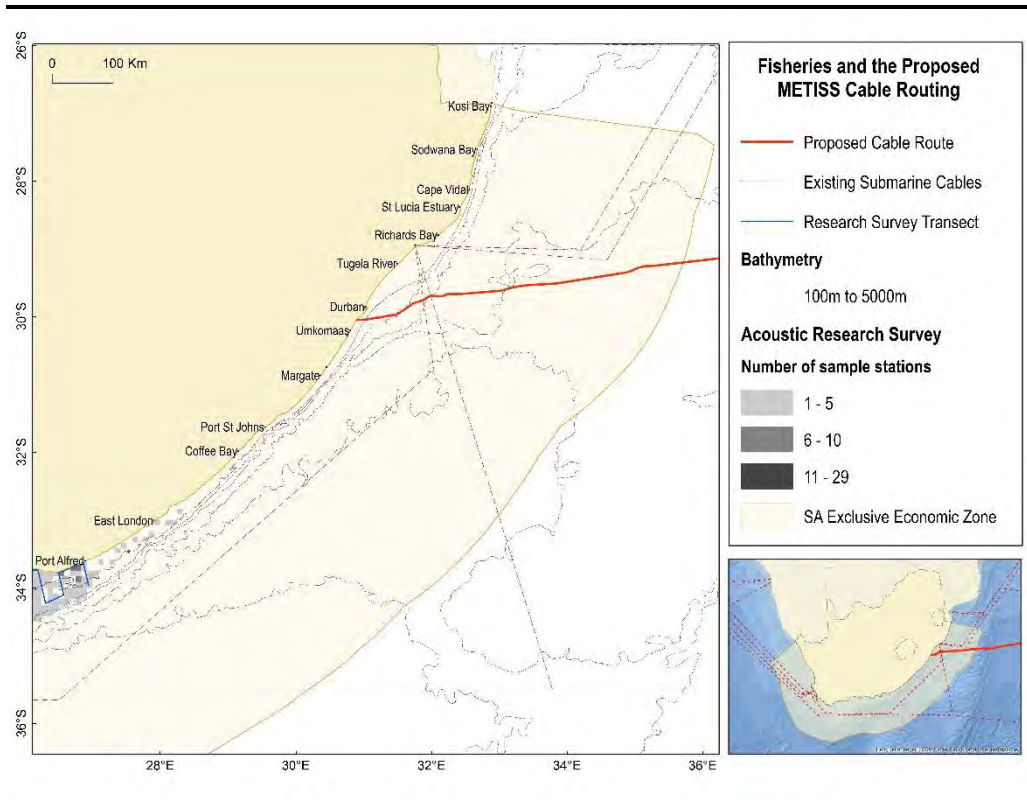 26°S
28°S
30°S
32°S
34°S
36°S
0 100 Km
Kosi Bay
Sodwana Bay
Cape Vidal
St Lucia Estuary
Richards Bay
Tugela River
Durban
Umkomaas
Margate
Port St Johns
Coffee Bay
East London
Port Alfred
28°E
30°E
32°E
34°E
36°E
Fisheries and the Proposed
METISS Cable Routing
Proposed Cable Route
Existing Submarine Cables
Research Survey Transect
Bathymetry
100m to 5000m
Acoustic Research Survey
Number of sample stations
1 - 5
6 - 10
11 - 29
SA Exclusive Economic Zone